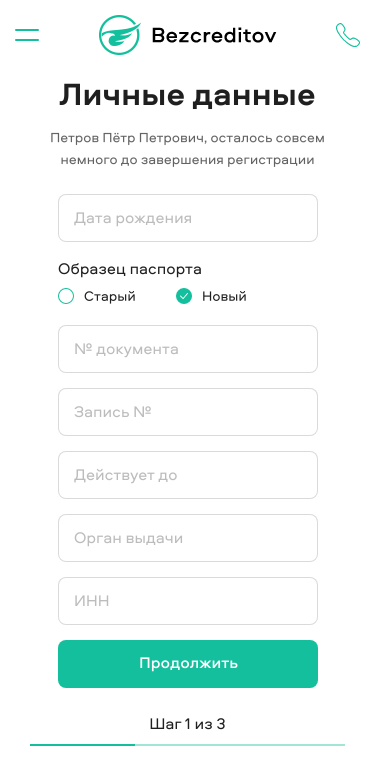 Bezcreditov
Личные данные
Петров Пётр Петрович, осталось совсем
немного до завершения регистрации
Дата рождения
Образец паспорта
Старый Новый
№ документа
Запись №
Действует до
Орган выдачи
ИНН
Продолжить
Шаг 1 из 3